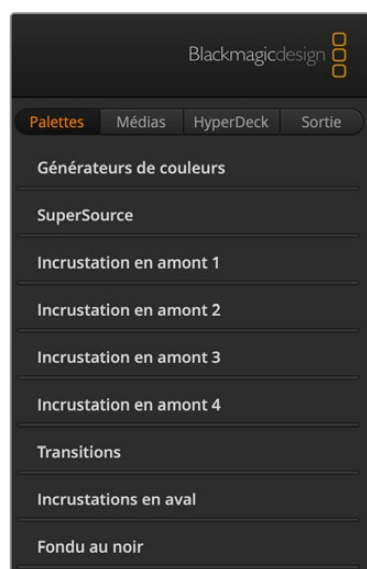 Blackmagicdesign
Palettes Médias HyperDeck Sortie
Générateurs de couleurs
SuperSource
Incrustation en amont 1
Incrustation en amont 2
Incrustation en amont 3
Incrustation en amont 4
Transitions
Incrustations en aval
Fondu au noir